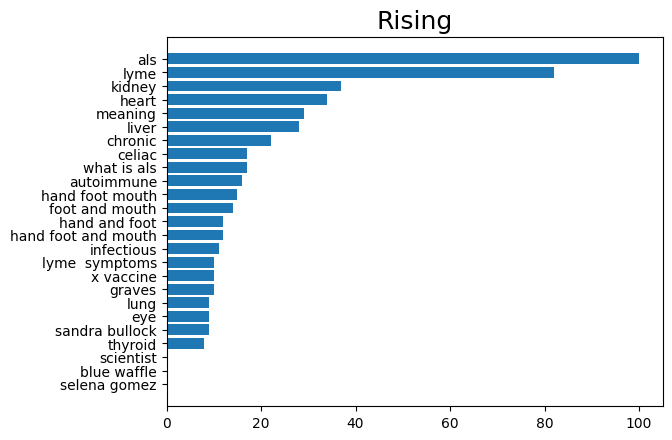 Rising
als
lyme
kidney
heart
meaning
liver
chronic
celiac
what is als
autoimmune
hand foot mouth
foot and mouth
hand and foot
hand foot and mouth
infectious
lyme  symptoms
x vaccine
graves
lung
eye
sandra bullock
thyroid
scientist
blue waffle
selena gomez
0 20 40 60 80 100